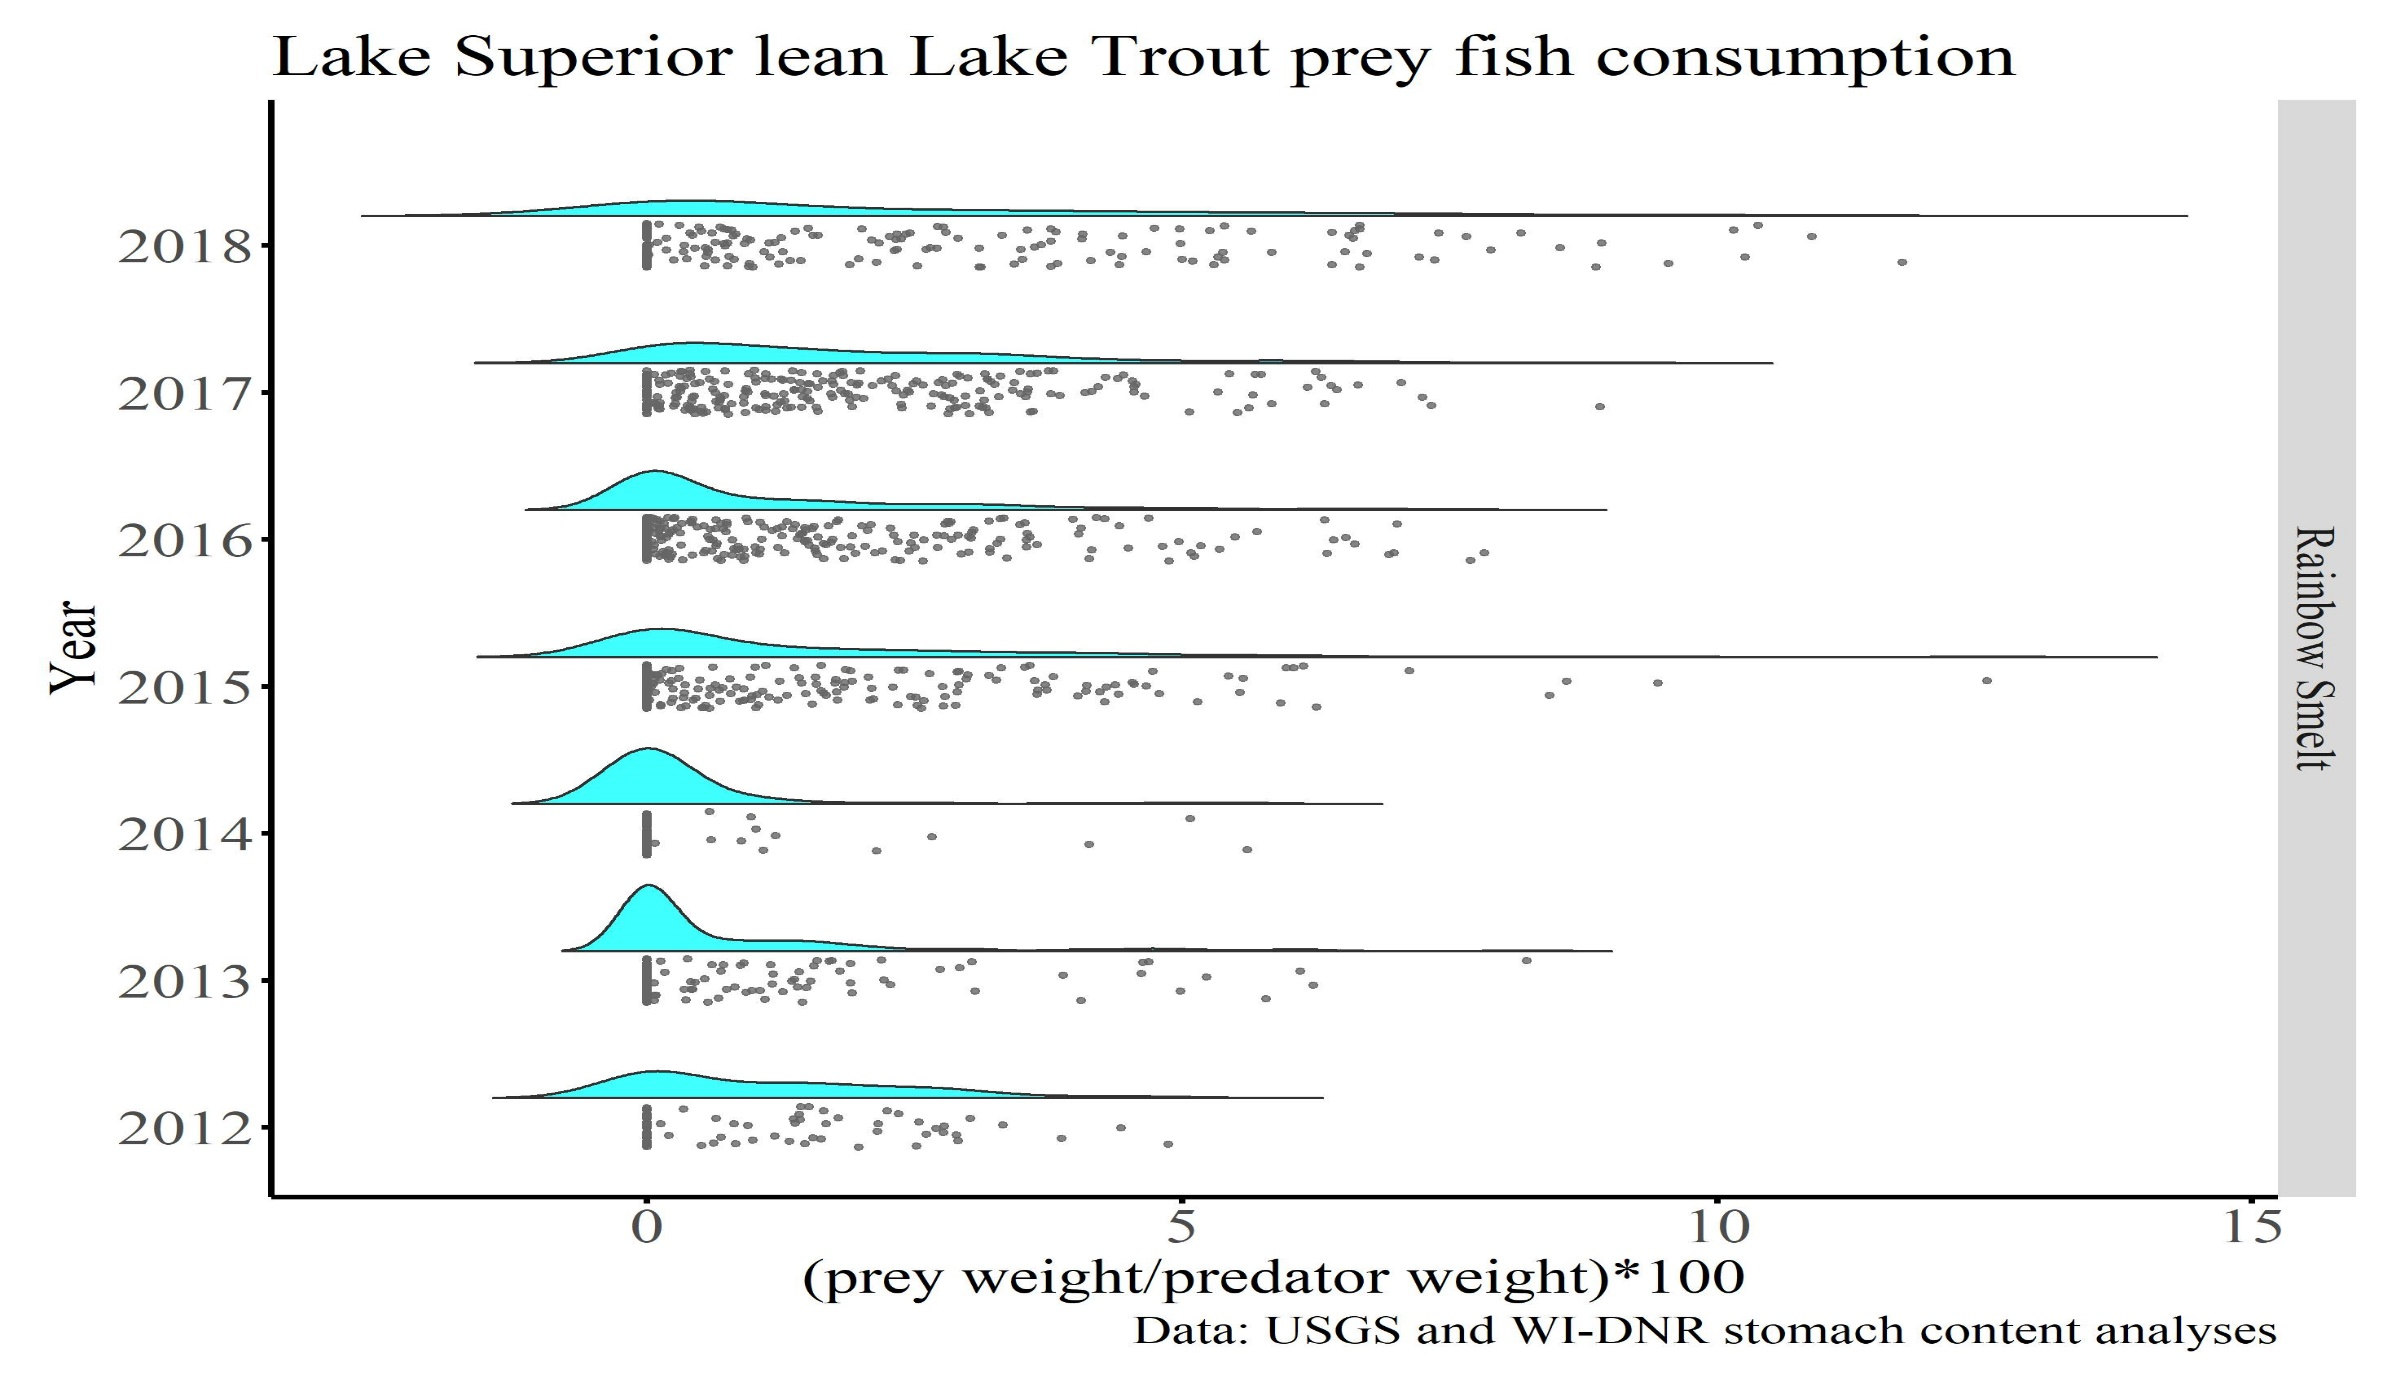 Lake Superior lean Lake Trout prey fish consumption
2018
2017
2016
2015
2014
2013
2012
Year
Rainbow Smelt
0 5 10 15
(prey weight/predator weight)*100
Data: USGS and WI-DNR stomach content analyses